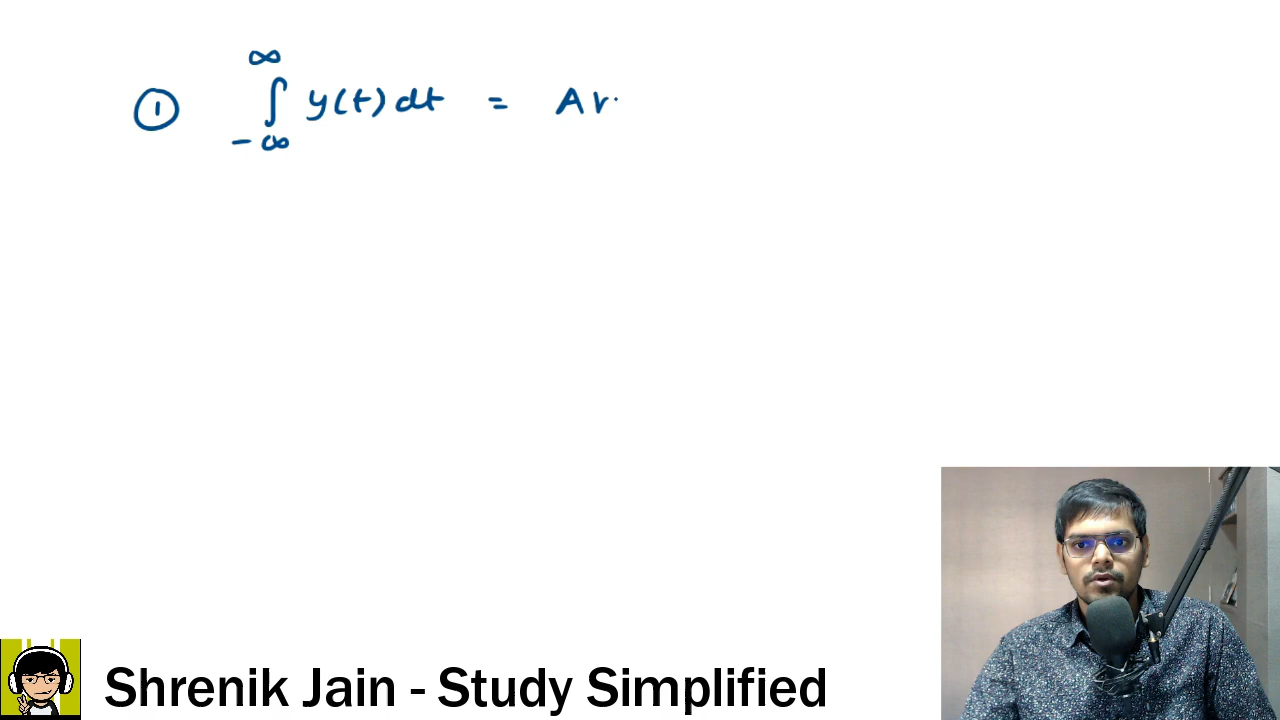 ① ∫_{-∞}^{∞} y(t) dt = Ar
Shrenik Jain - Study Simplified